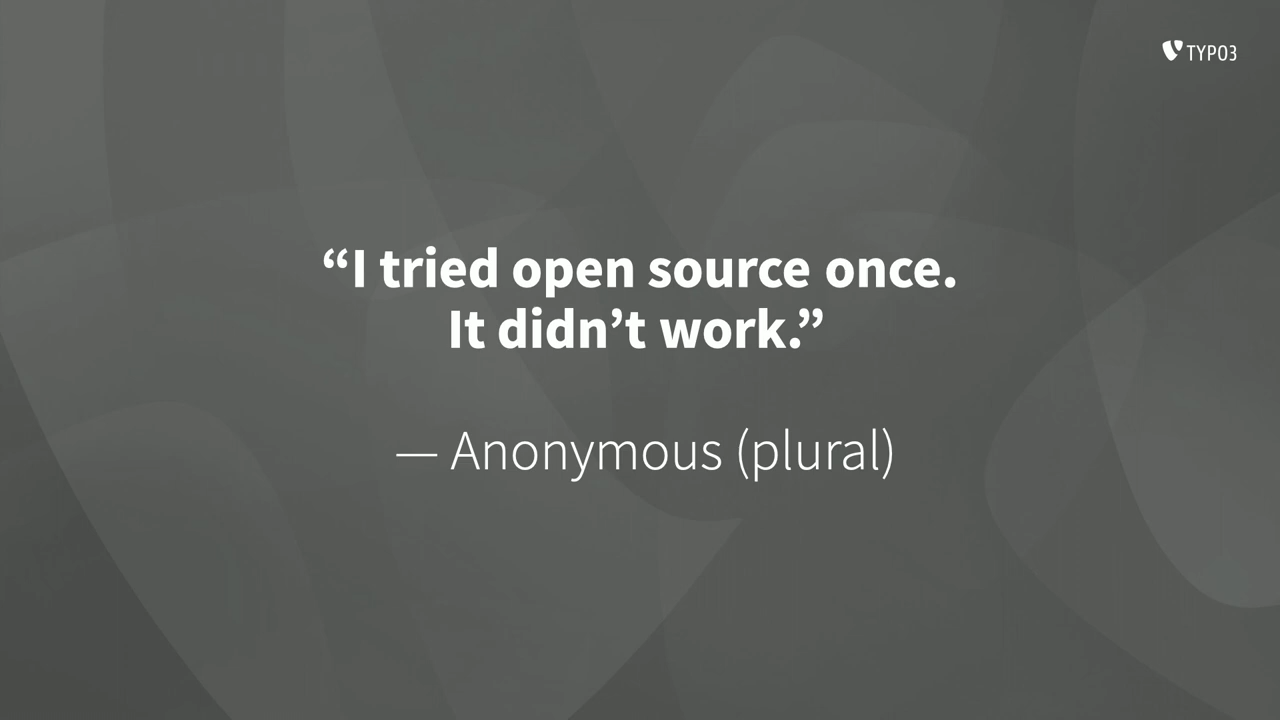 TYPO3
“I tried open source once.
It didn’t work.”
— Anonymous (plural)